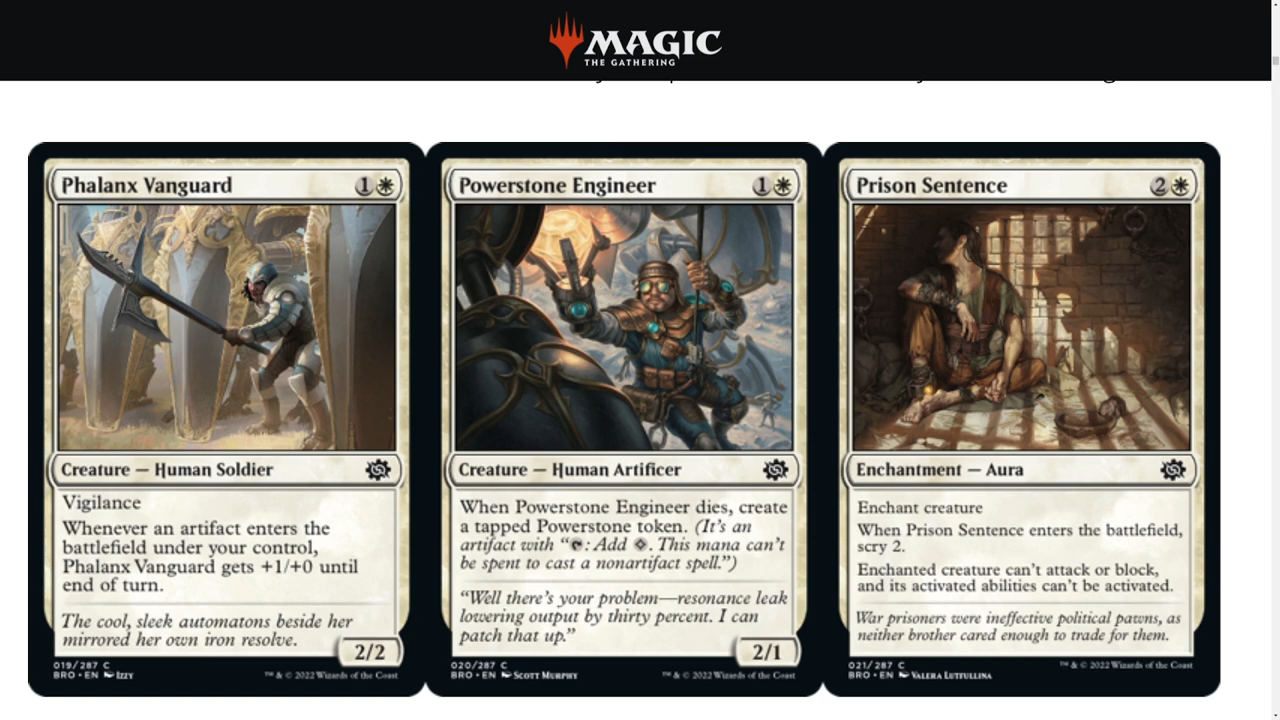 MAGIC
THE GATHERING
Phalanx Vanguard 1
Creature — Human Soldier
Vigilance
Whenever an artifact enters the
battlefield under your control,
Phalanx Vanguard gets +1/+0 until
end of turn.
The cool, sleek automatons beside her
mirrored her own iron resolve.
2/2
019/287 C
BRO • EN Izzy
™ & © 2022 Wizards of the Coast
Powerstone Engineer 1
Creature — Human Artificer
When Powerstone Engineer dies, create
a tapped Powerstone token. (It's an
artifact with “: Add . This mana can't
be spent to cast a nonartifact spell.”)
“Well there's your problem—resonance leak
lowering output by thirty percent. I can
patch that up.”
2/1
020/287 C
BRO • EN Scott Murphy
™ & © 2022 Wizards of the Coast
Prison Sentence 2
Enchantment — Aura
Enchant creature
When Prison Sentence enters the battlefield,
scry 2.
Enchanted creature can't attack or block,
and its activated abilities can't be activated.
War prisoners were ineffective political pawns, as
neither brother cared enough to trade for them.
021/287 C
BRO • EN Valera Lutfullina
™ & © 2022 Wizards of the Coast